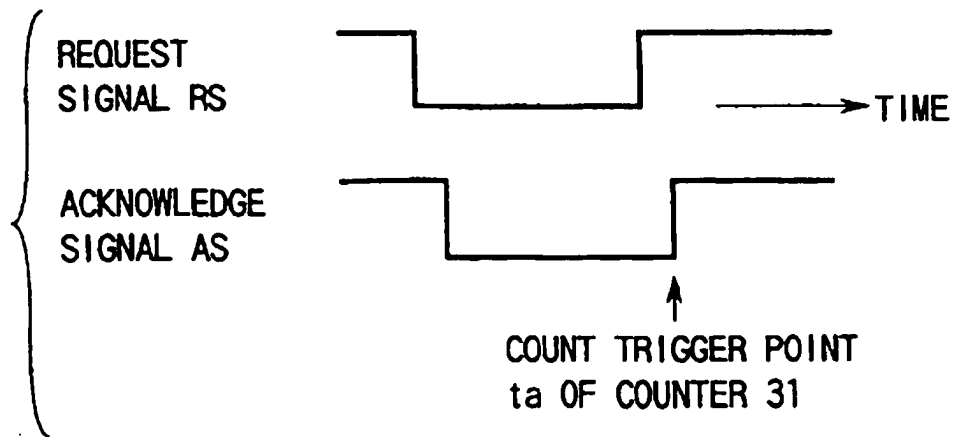 REQUEST
SIGNAL RS
TIME
ACKNOWLEDGE
SIGNAL AS
COUNT TRIGGER POINT
ta OF COUNTER 31